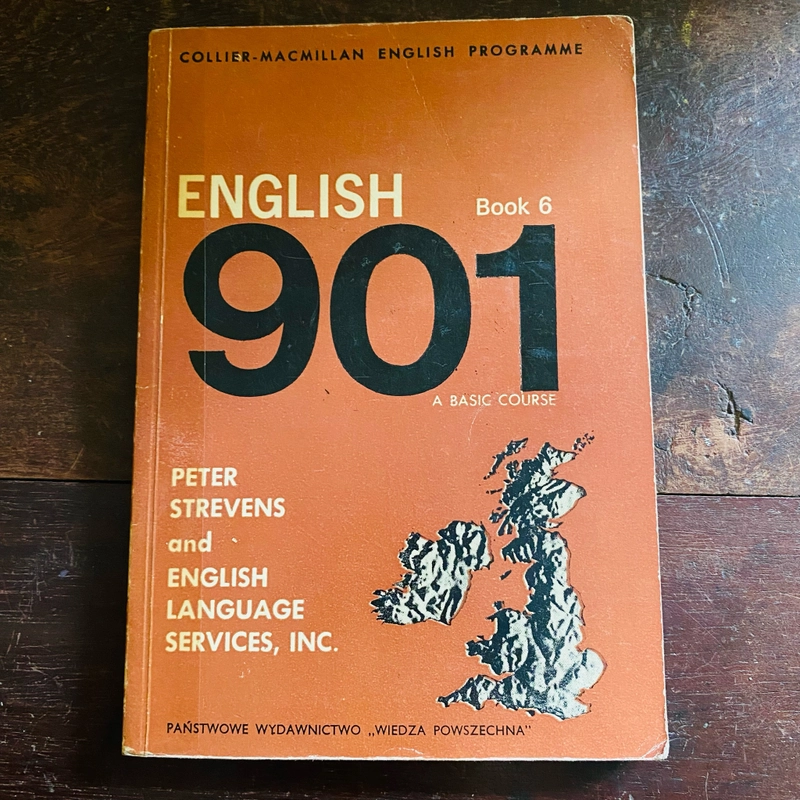 COLLIER-MACMILLAN ENGLISH PROGRAMME
ENGLISH Book 6
901
A BASIC COURSE
PETER
STREVENS
and
ENGLISH
LANGUAGE
SERVICES, INC.
PAŃSTWOWE WYDAWNICTWO „WIEDZA POWSZECHNA”